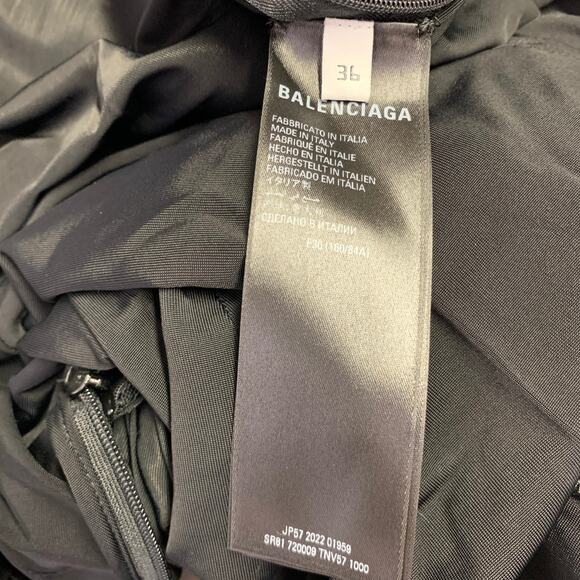 36
BALENCIAGA
FABBRICATO IN ITALIA
MADE IN ITALY
FABRIQUÉ EN ITALIE
HECHO EN ITALIA
HERGESTELLT IN ITALIEN
FABRICADO EM ITÁLIA
イタリア製
СДЕЛАНО В ИТАЛИИ
F36 (160/84A)
JP57 2022 01959
SR81 720009 TNV57 1000